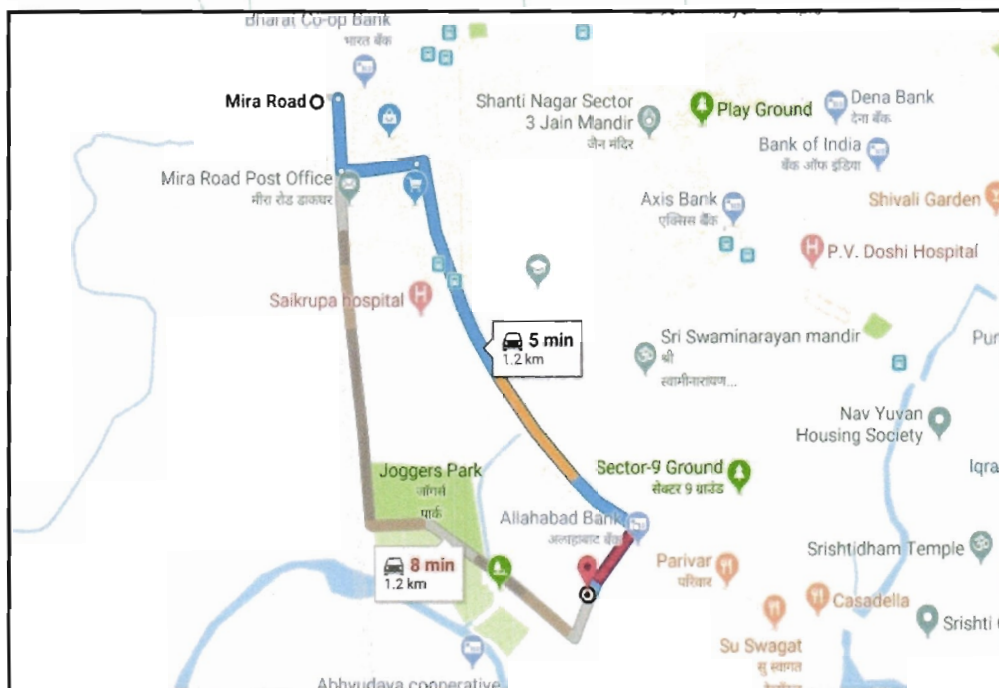 Bharat Co-op Bank
भारत बैंक
Mira Road
Shanti Nagar Sector
3 Jain Mandir
जैन मंदिर
Play Ground
Dena Bank
देना बैंक
Bank of India
बैंक ऑफ इंडिया
Mira Road Post Office
मीरा रोड डाकघर
Axis Bank
एक्सिस बैंक
Shivali Garden
P.V. Doshi Hospital
Saikrupa hospital
5 min
1.2 km
Sri Swaminarayan mandir
श्री
स्वामीनारायण...
Pun
Nav Yuvan
Housing Society
Joggers Park
जॉगर्स
पार्क
Sector-9 Ground
सेक्टर 9 ग्राउंड
Iqra
Allahabad Bank
अल्लाहाबाद बैंक
Srishtidham Temple
8 min
1.2 km
Parivar
परिवार
Casadella
Srishti
Su Swagat
सु स्वागत
Abhyudaya cooperative